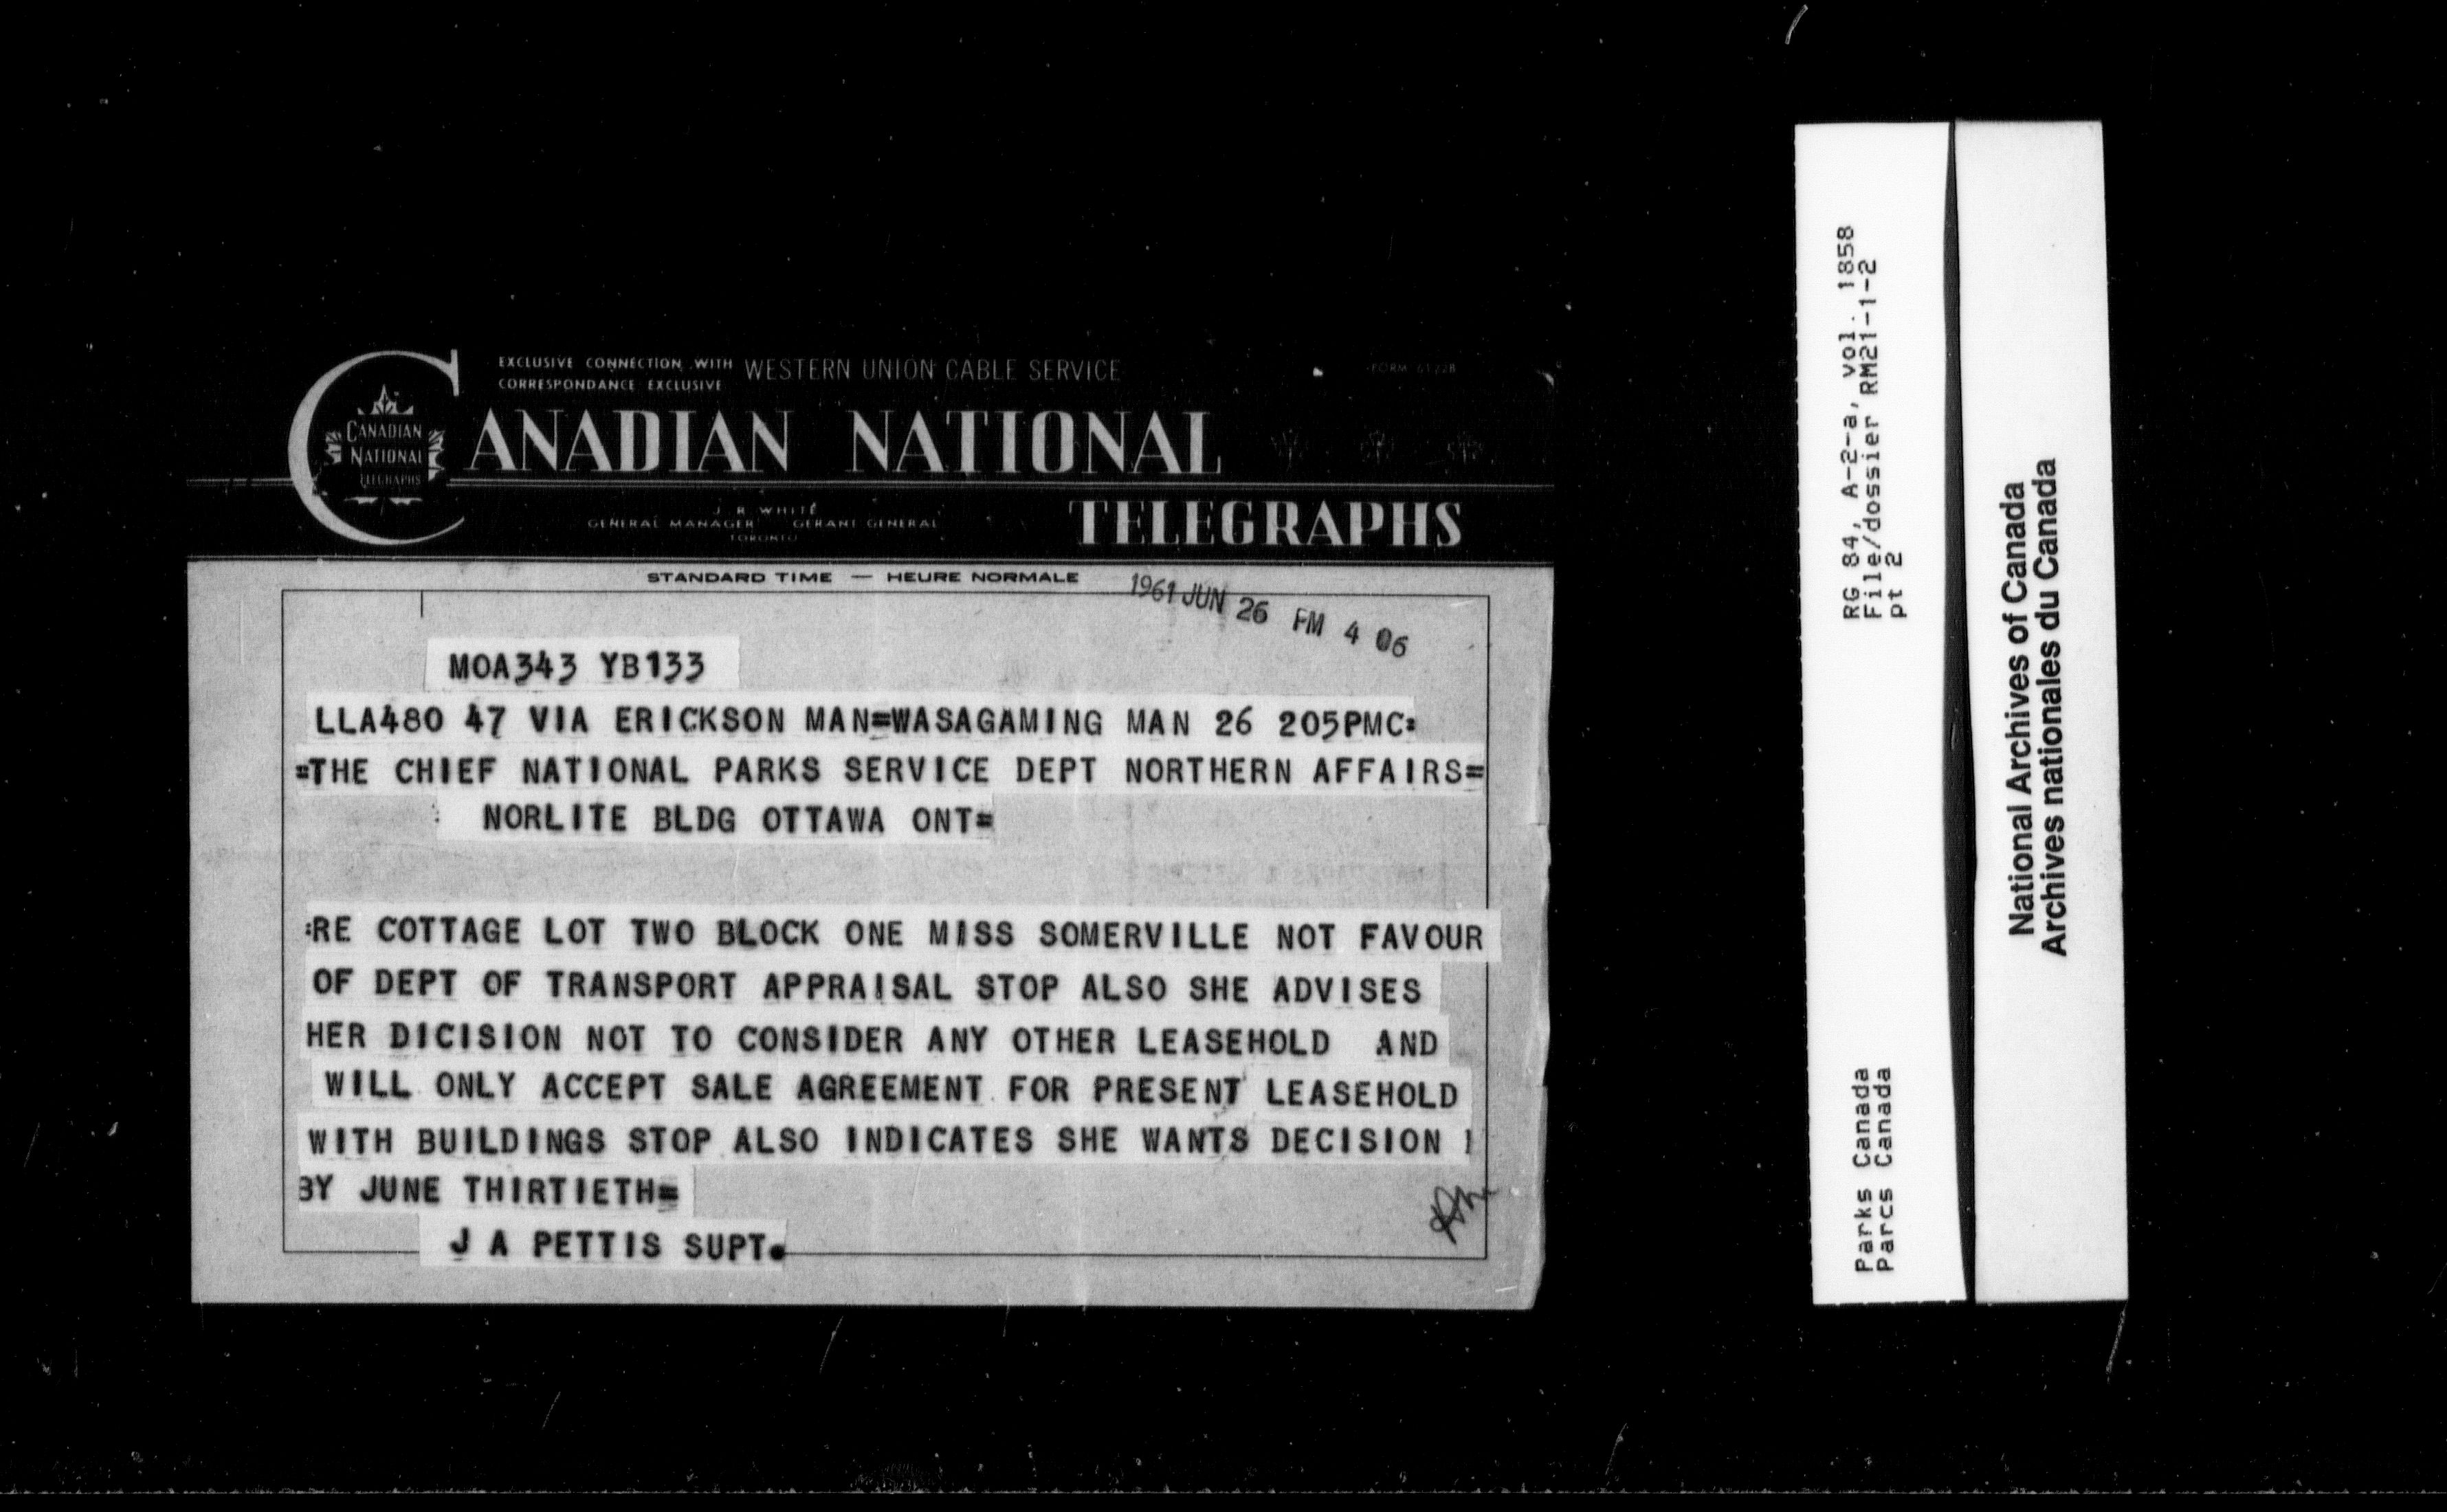 EXCLUSIVE CONNECTION WITH WESTERN UNION CABLE SERVICE
CORRESPONDANCE EXCLUSIVE
FORM 6122B
CANADIAN NATIONAL
TELEGRAPHS
CANADIAN
NATIONAL
TELEGRAPHS
J. R. WHITE
GENERAL MANAGER GERANT GENERAL
TORONTO
STANDARD TIME — HEURE NORMALE
1961 JUN 26 PM 4 06
MOA343 YB133
LLA480 47 VIA ERICKSON MAN=WASAGAMING MAN 26 205PMC=
=THE CHIEF NATIONAL PARKS SERVICE DEPT NORTHERN AFFAIRS=
: NORLITE BLDG OTTAWA ONT=
:RE COTTAGE LOT TWO BLOCK ONE MISS SOMERVILLE NOT FAVOUR
OF DEPT OF TRANSPORT APPRAISAL STOP ALSO SHE ADVISES
HER DICISION NOT TO CONSIDER ANY OTHER LEASEHOLD AND
WILL ONLY ACCEPT SALE AGREEMENT FOR PRESENT LEASEHOLD
WITH BUILDINGS STOP ALSO INDICATES SHE WANTS DECISION
BY JUNE THIRTIETH=
J A PETTIS SUPT.
RG 84, A-2-a, vol. 1858
File/dossier RM21-1-2
pt 2
Parks Canada
Parcs Canada
National Archives of Canada
Archives nationales du Canada